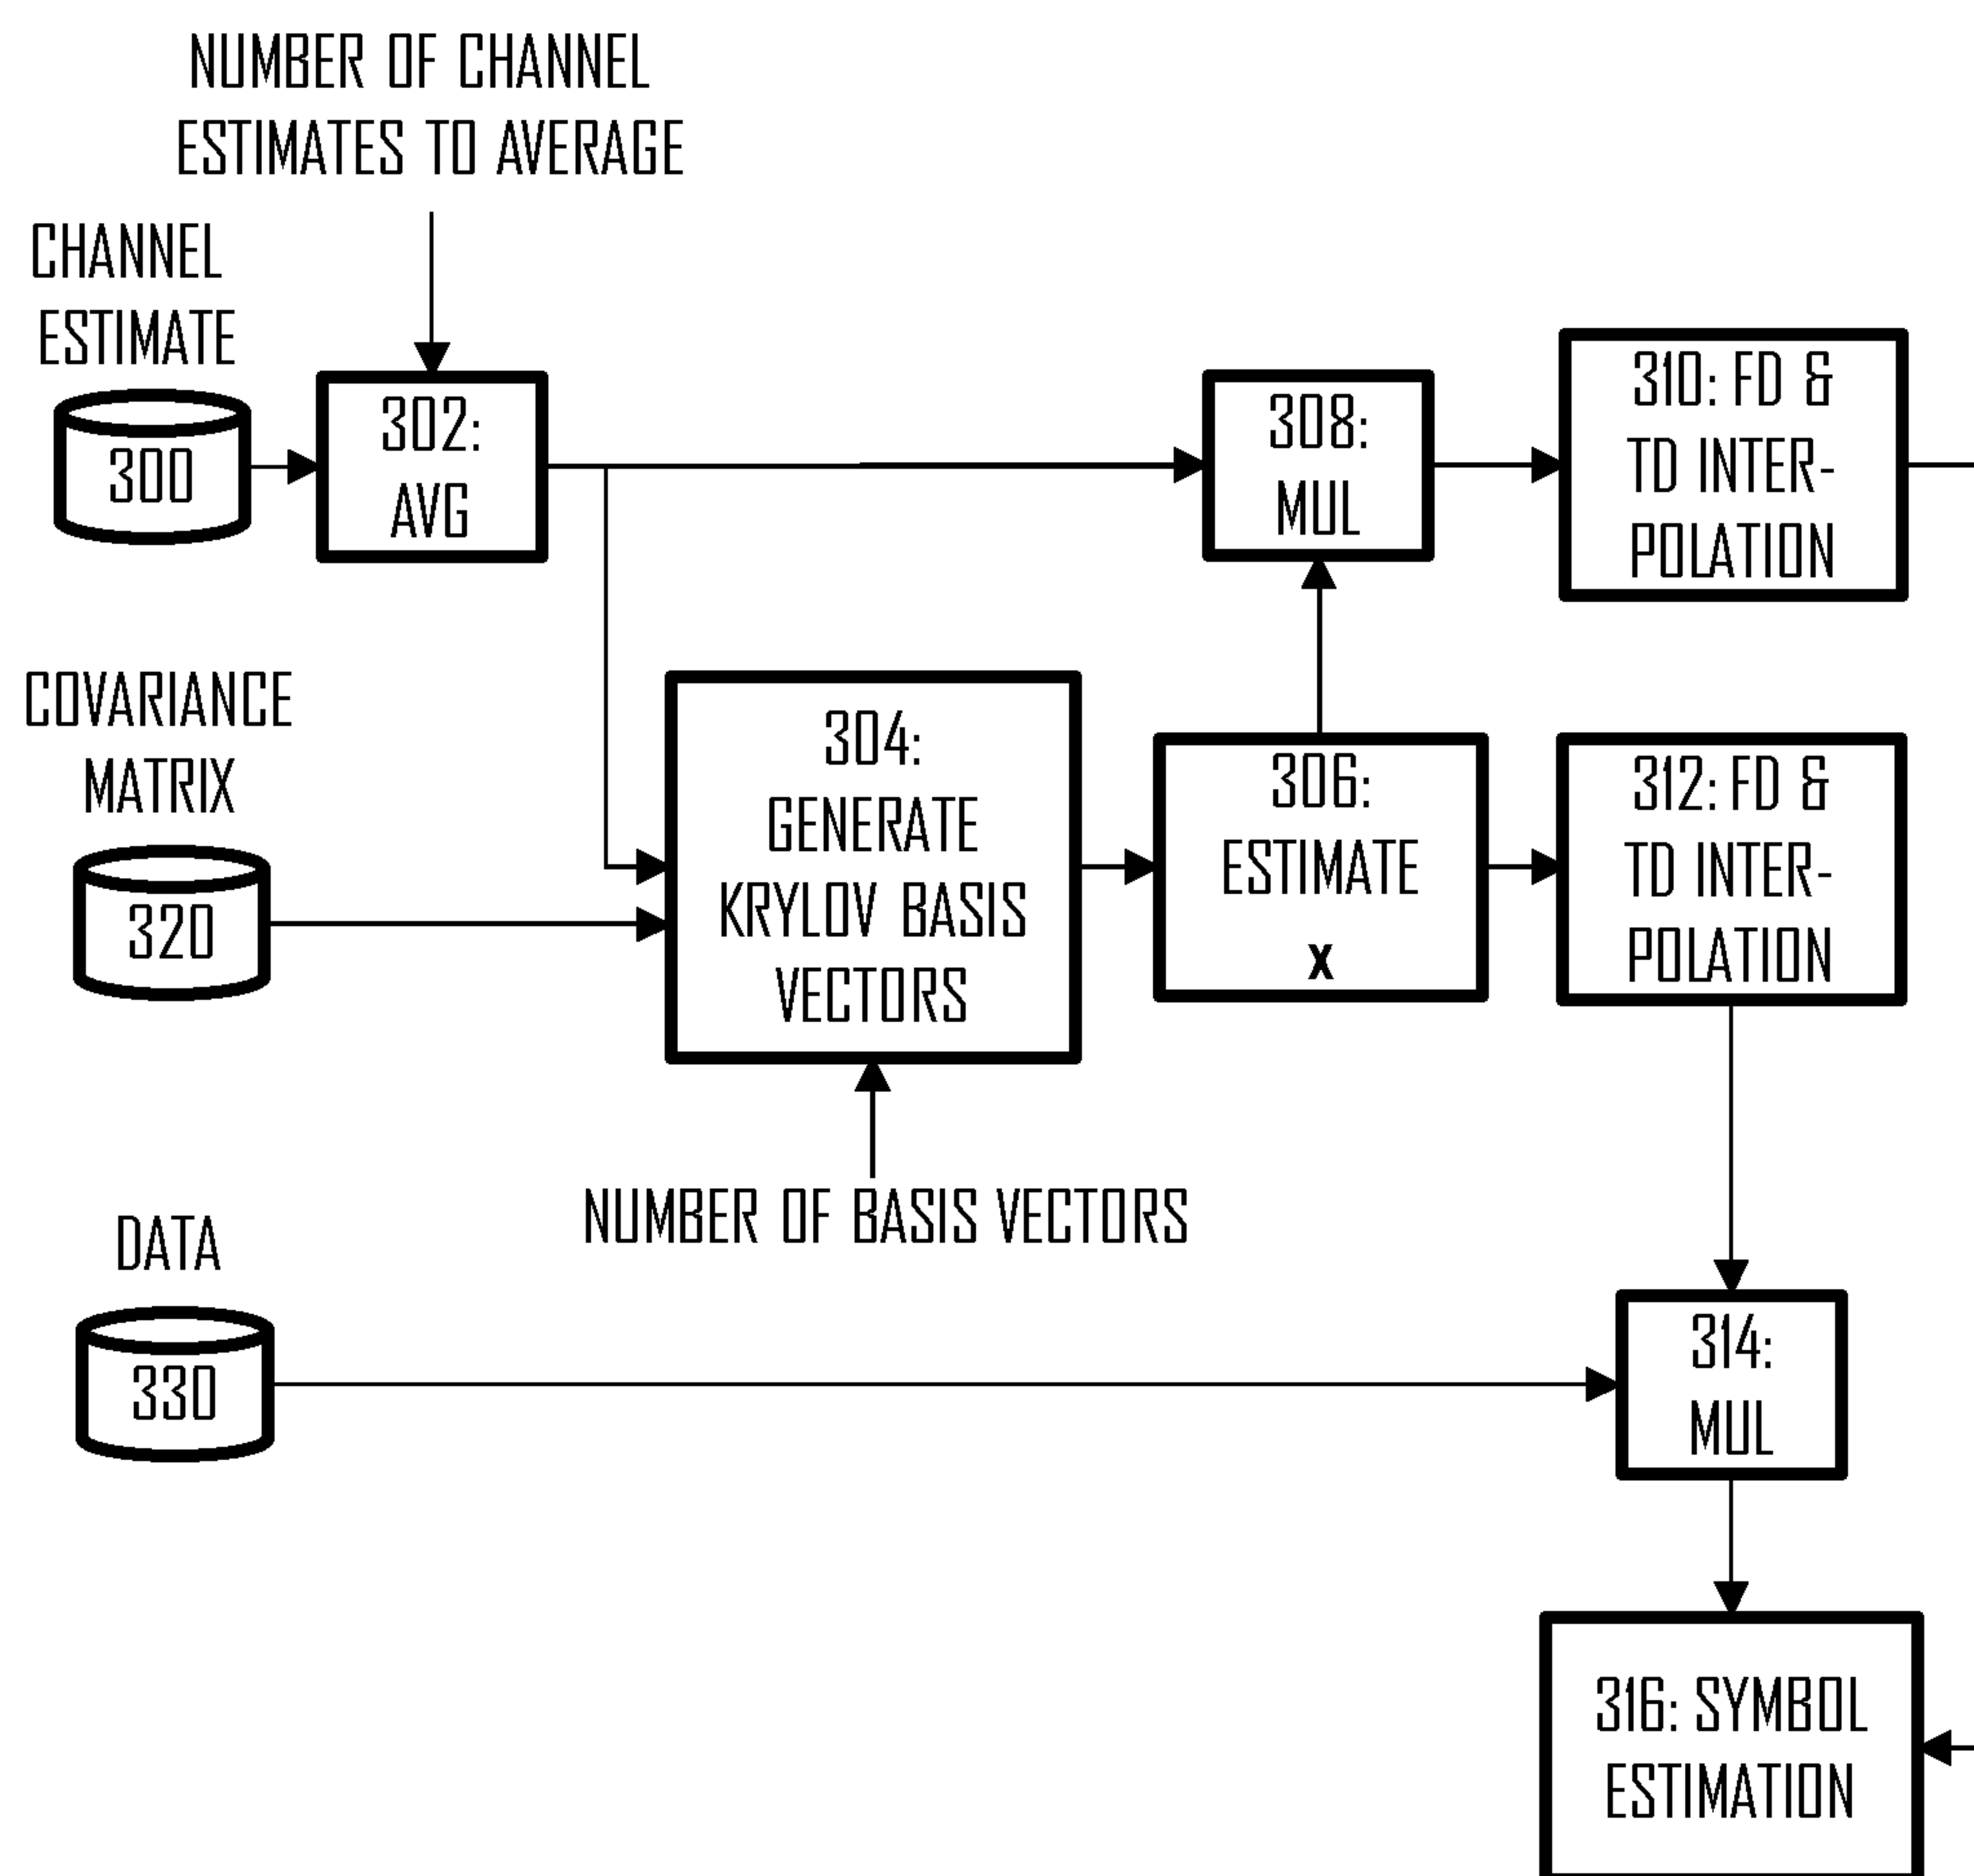 NUMBER OF CHANNEL
ESTIMATES TO AVERAGE
CHANNEL
ESTIMATE
300
302:
AVG
308:
MUL
310: FD &
TD INTER-
POLATION
COVARIANCE
MATRIX
320
304:
GENERATE
KRYLOV BASIS
VECTORS
306:
ESTIMATE
x
312: FD &
TD INTER-
POLATION
NUMBER OF BASIS VECTORS
DATA
330
314:
MUL
316: SYMBOL
ESTIMATION